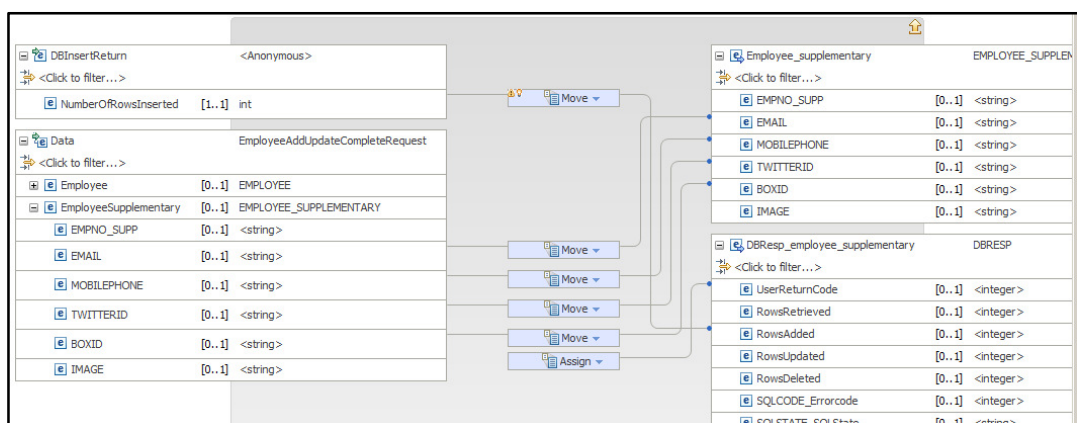 DBInsertReturn <Anonymous>
<Click to filter...>
NumberOfRowsInserted [1..1] int
Data EmployeeAddUpdateCompleteRequest
<Click to filter...>
Employee [0..1] EMPLOYEE
EmployeeSupplementary [0..1] EMPLOYEE_SUPPLEMENTARY
EMPNO_SUPP [0..1] <string>
EMAIL [0..1] <string>
MOBILEPHONE [0..1] <string>
TWITTERID [0..1] <string>
BOXID [0..1] <string>
IMAGE [0..1] <string>
Move
Move
Move
Move
Move
Assign
Employee_supplementary EMPLOYEE_SUPPLEM
<Click to filter...>
EMPNO_SUPP [0..1] <string>
EMAIL [0..1] <string>
MOBILEPHONE [0..1] <string>
TWITTERID [0..1] <string>
BOXID [0..1] <string>
IMAGE [0..1] <string>
DBResp_employee_supplementary DBRESP
<Click to filter...>
UserReturnCode [0..1] <integer>
RowsRetrieved [0..1] <integer>
RowsAdded [0..1] <integer>
RowsUpdated [0..1] <integer>
RowsDeleted [0..1] <integer>
SQLCODE_Errorcode [0..1] <integer>
SQLSTATE_SQLState [0..1] <string>